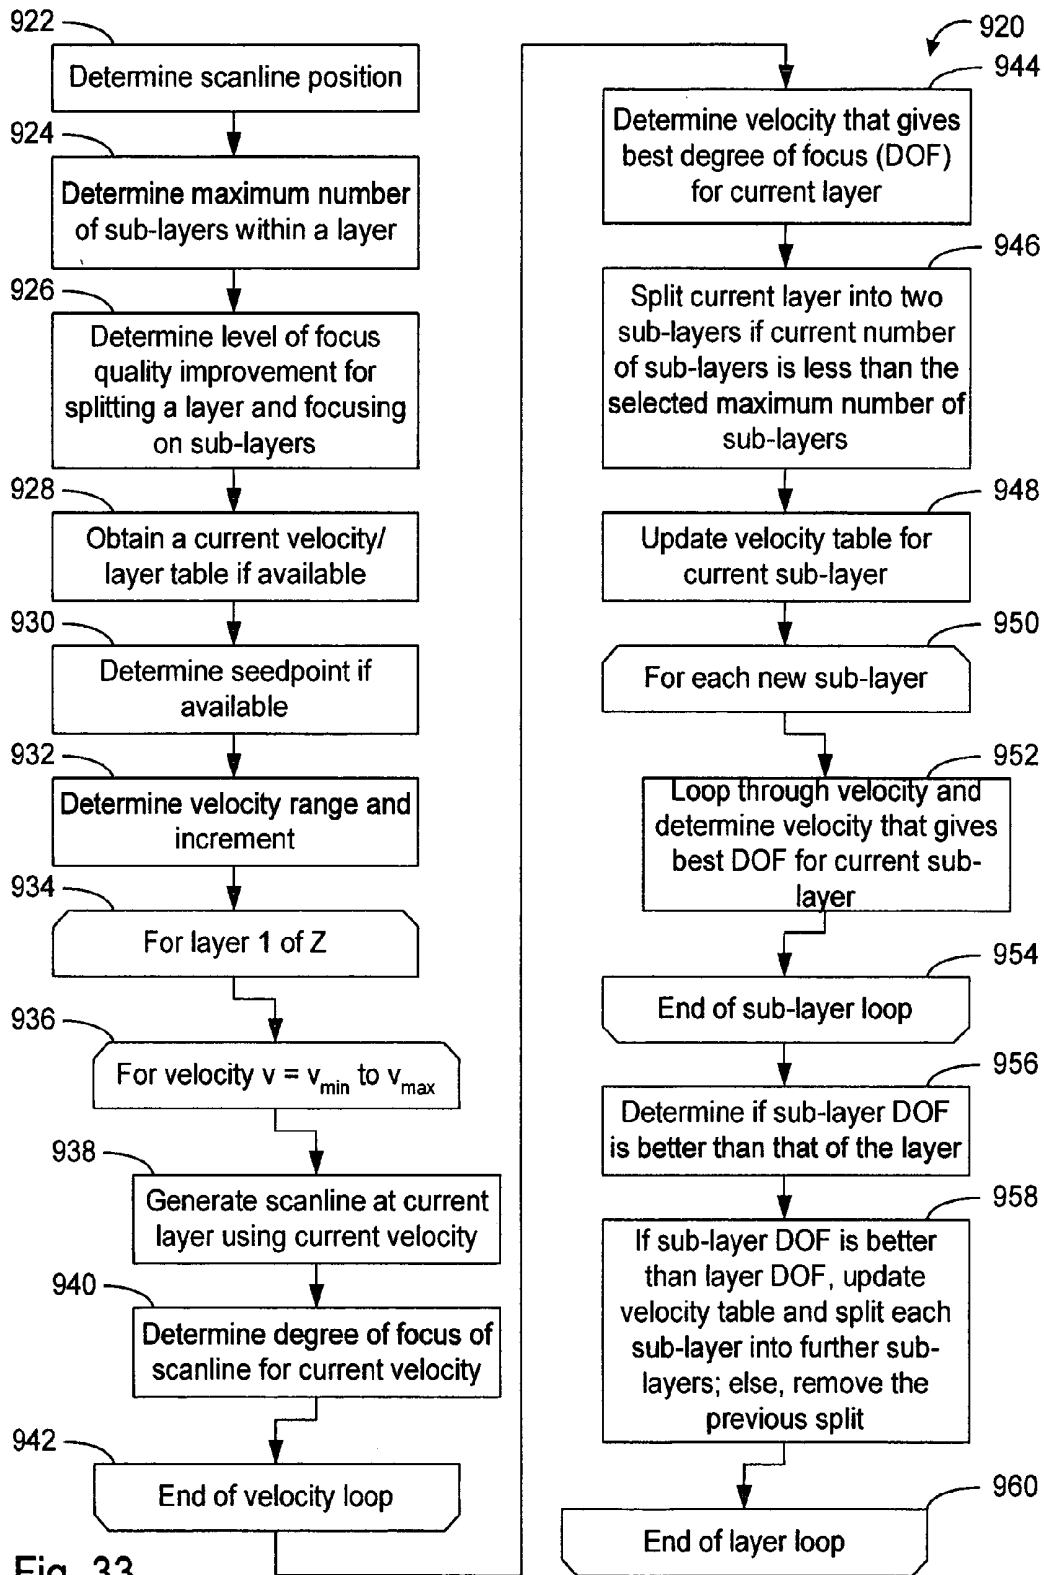 922
Determine scanline position
924
Determine maximum number
of sub-layers within a layer
926
Determine level of focus
quality improvement for
splitting a layer and focusing
on sub-layers
928
Obtain a current velocity/
layer table if available
930
Determine seedpoint if
available
932
Determine velocity range and
increment
934
For layer 1 of Z
936
For velocity v = vmin to vmax
938
Generate scanline at current
layer using current velocity
940
Determine degree of focus of
scanline for current velocity
942
End of velocity loop
Fig. 33
920
944
Determine velocity that gives
best degree of focus (DOF)
for current layer
946
Split current layer into two
sub-layers if current number
of sub-layers is less than the
selected maximum number of
sub-layers
948
Update velocity table for
current sub-layer
950
For each new sub-layer
952
Loop through velocity and
determine velocity that gives
best DOF for current sub-
layer
954
End of sub-layer loop
956
Determine if sub-layer DOF
is better than that of the layer
958
If sub-layer DOF is better
than layer DOF, update
velocity table and split each
sub-layer into further sub-
layers; else, remove the
previous split
960
End of layer loop